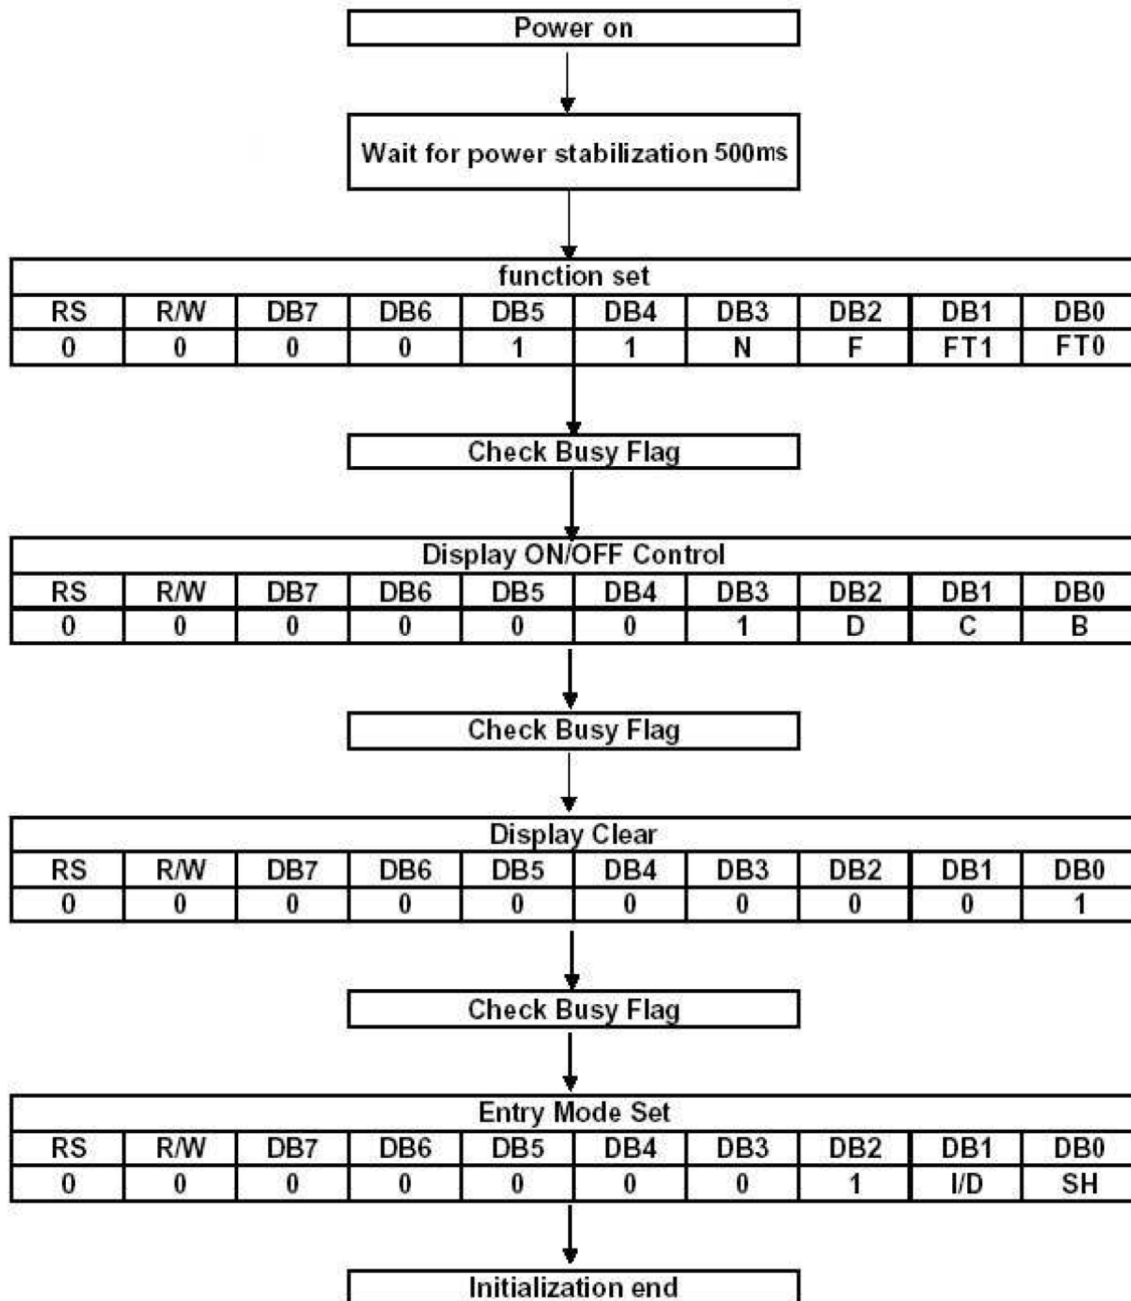 Power on
Wait for power stabilization 500ms
function set
RS R/W DB7 DB6 DB5 DB4 DB3 DB2 DB1 DB0
0 0 0 0 1 1 N F FT1 FT0
Check Busy Flag
Display ON/OFF Control
RS R/W DB7 DB6 DB5 DB4 DB3 DB2 DB1 DB0
0 0 0 0 0 0 1 D C B
Check Busy Flag
Display Clear
RS R/W DB7 DB6 DB5 DB4 DB3 DB2 DB1 DB0
0 0 0 0 0 0 0 0 0 1
Check Busy Flag
Entry Mode Set
RS R/W DB7 DB6 DB5 DB4 DB3 DB2 DB1 DB0
0 0 0 0 0 0 0 1 I/D SH
Initialization end